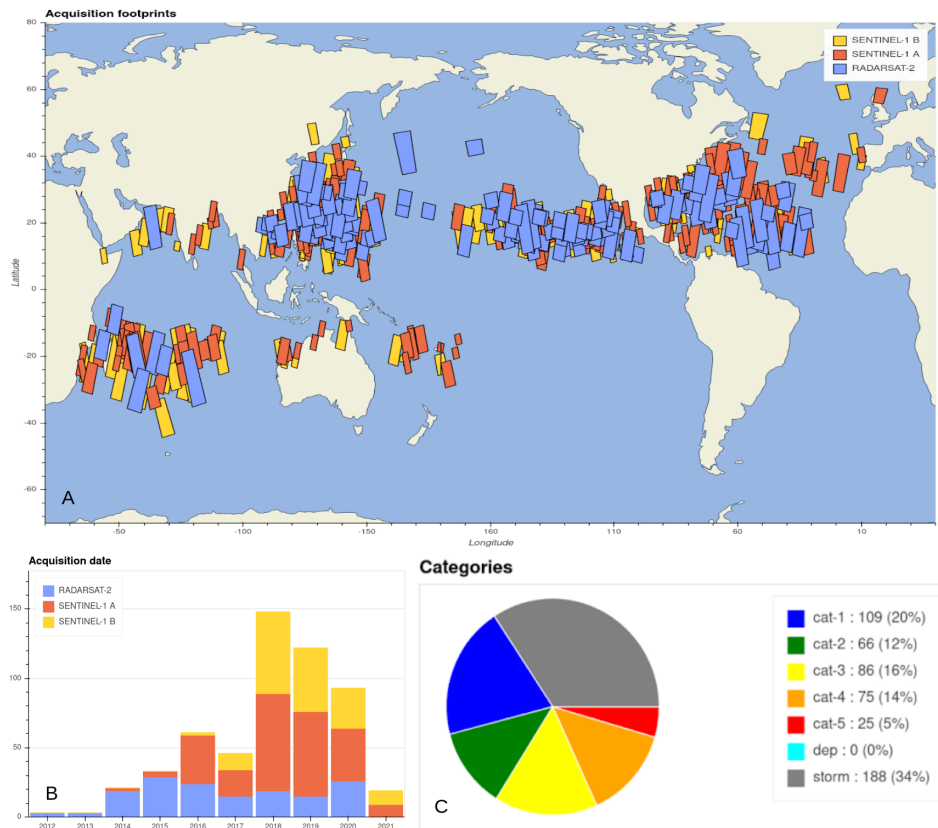 Acquisition footprints
80
60
40
20
0
-20
-40
-60
Latitude
SENTINEL-1 B
SENTINEL-1 A
RADARSAT-2
A
-50
-100
-150
160
110
60
10
Longitude
Acquisition date
150
100
50
0
RADARSAT-2
SENTINEL-1 A
SENTINEL-1 B
B
2012
2013
2014
2015
2016
2017
2018
2019
2020
2021
Categories
C
cat-1 : 109 (20%)
cat-2 : 66 (12%)
cat-3 : 86 (16%)
cat-4 : 75 (14%)
cat-5 : 25 (5%)
dep : 0 (0%)
storm : 188 (34%)